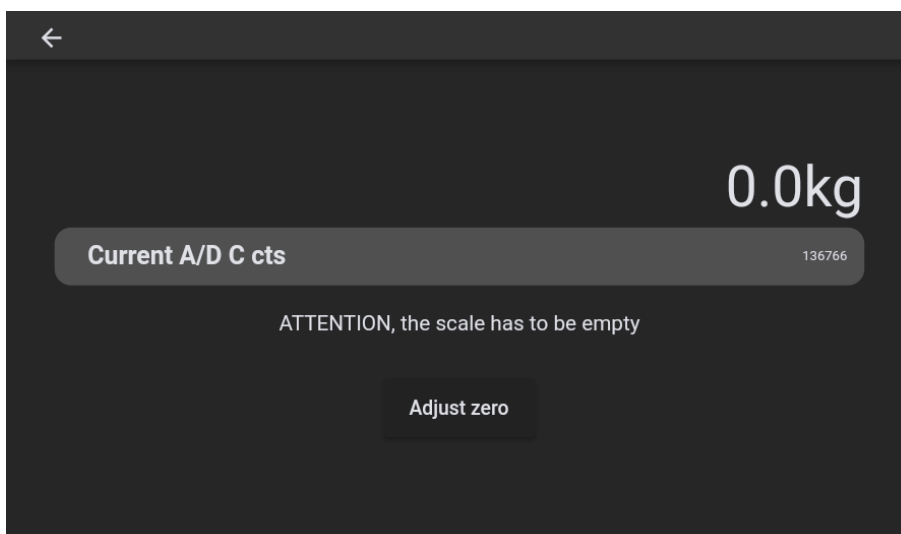 0.0kg
Current A/D C cts 136766
ATTENTION, the scale has to be empty
Adjust zero